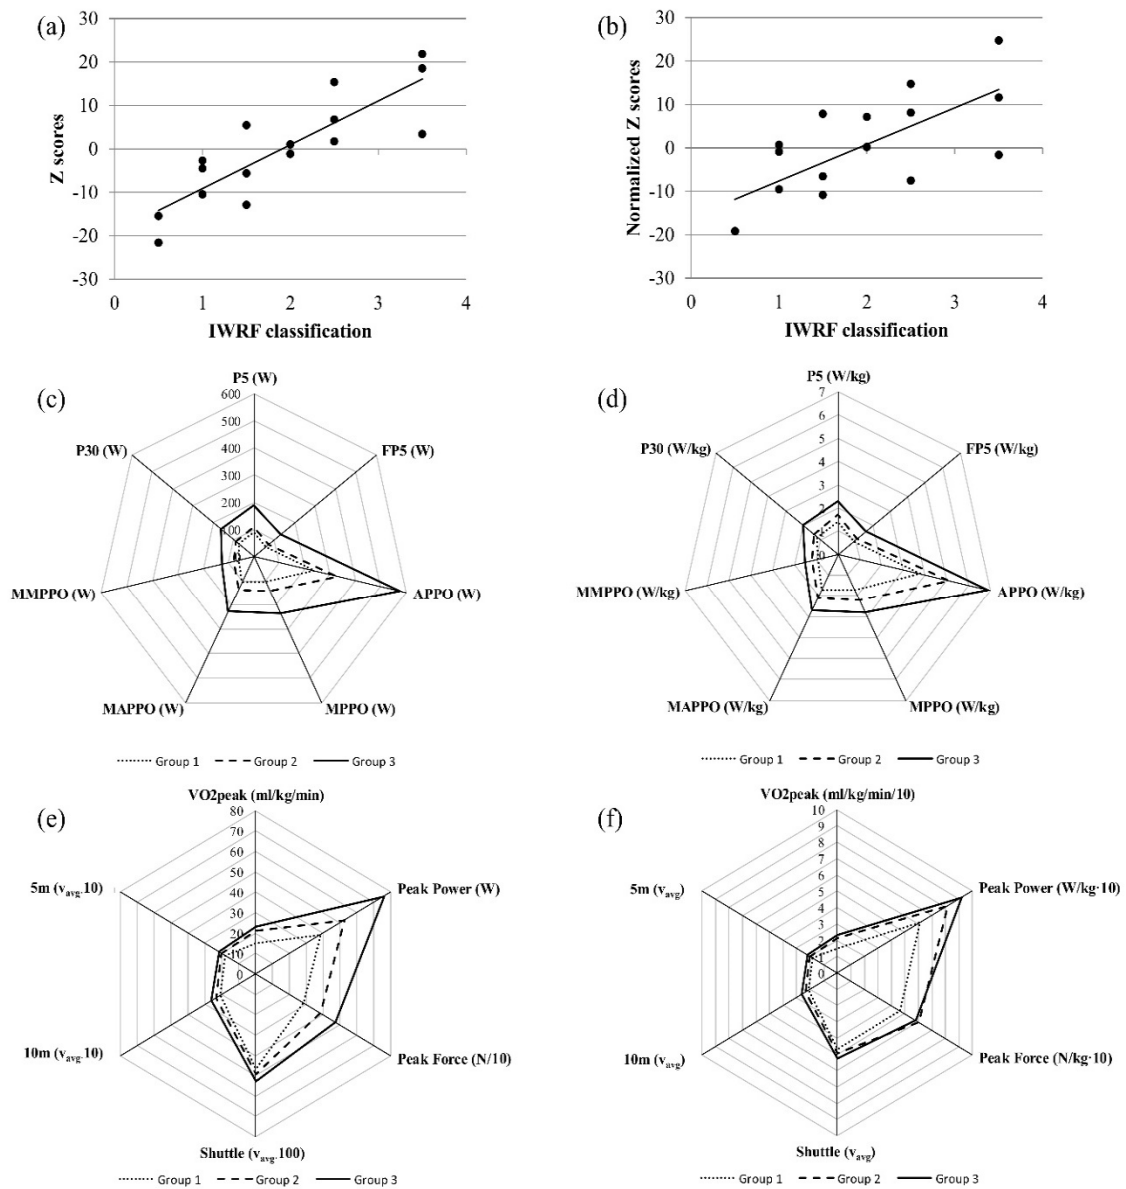 (a)
Z scores
30
20
10
0
-10
-20
-30
0 1 2 3 4
IWRF classification
(b)
Normalized Z scores
30
20
10
0
-10
-20
-30
0 1 2 3 4
IWRF classification
(c)
P5 (W)
600
500
400
300
200
100
P30 (W)
FP5 (W)
MMPPO (W)
APPO (W)
MAPPO (W)
MPPO (W)
Group 1 Group 2 Group 3
(d)
P5 (W/kg)
7
6
5
4
3
2
1
0
P30 (W/kg)
FP5 (W/kg)
MMPPO (W/kg)
APPO (W/kg)
MAPPO (W/kg)
MPPO (W/kg)
Group 1 Group 2 Group 3
(e)
VO2peak (ml/kg/min)
80
70
60
50
40
30
20
10
0
5m (vavg·10)
Peak Power (W)
10m (vavg·10)
Peak Force (N/10)
Shuttle (vavg·100)
Group 1 Group 2 Group 3
(f)
VO2peak (ml/kg/min/10)
10
9
8
7
6
5
4
3
2
1
0
5m (vavg)
Peak Power (W/kg·10)
10m (vavg)
Peak Force (N/kg·10)
Shuttle (vavg)
Group 1 Group 2 Group 3